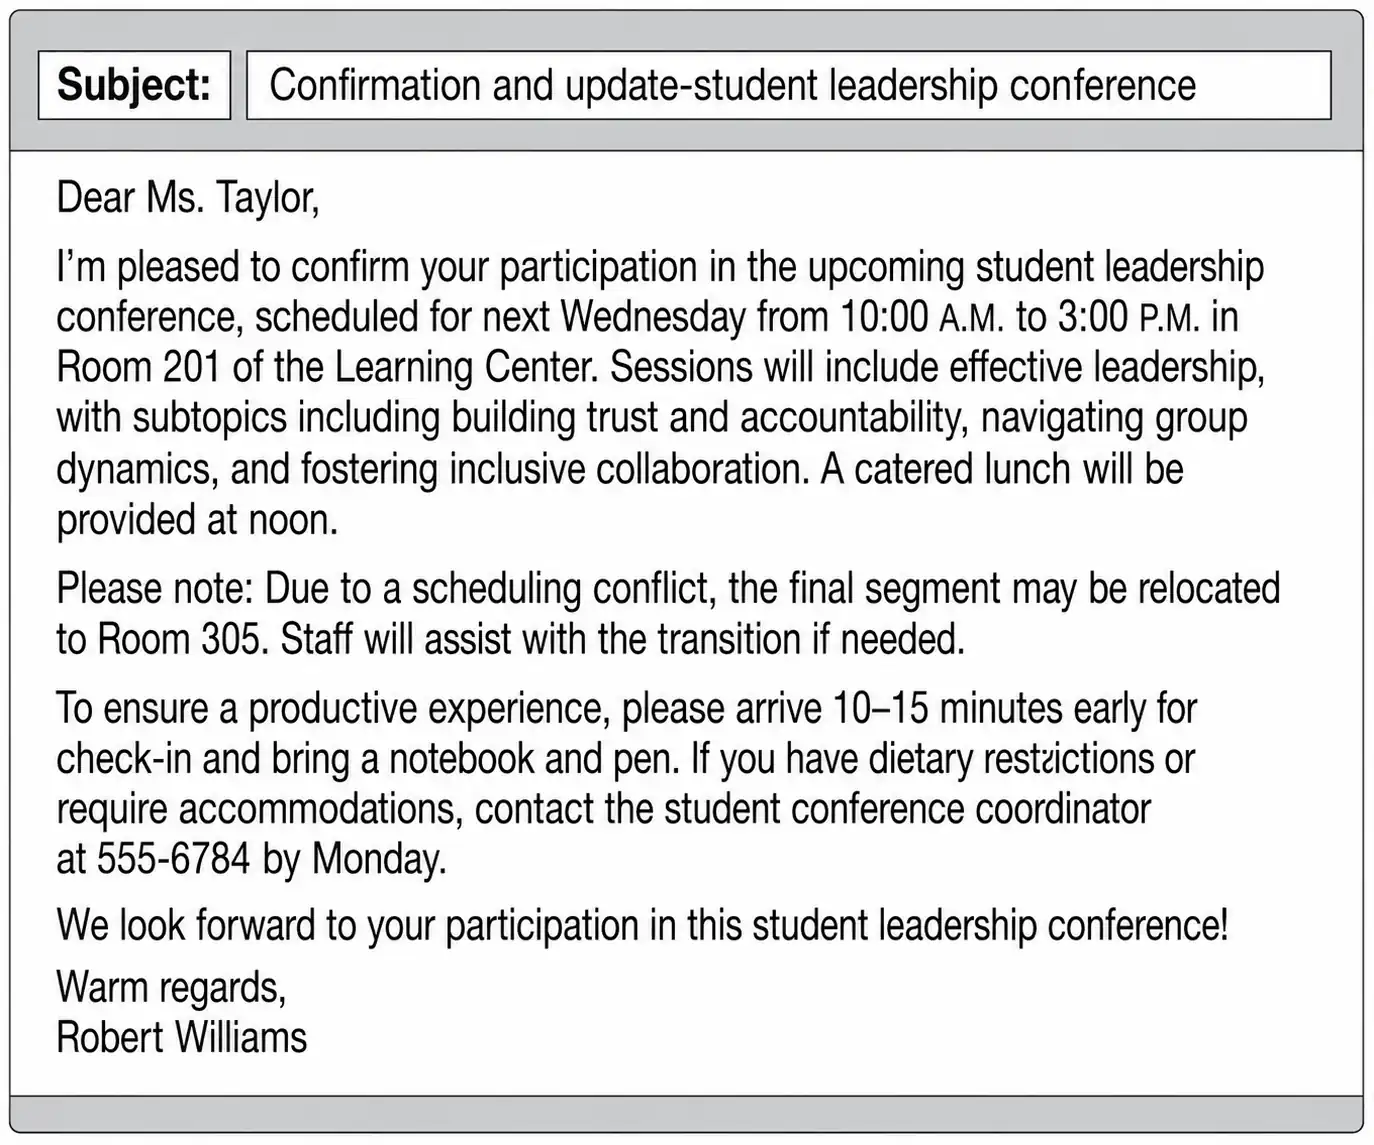 Subject: Confirmation and update-student leadership conference
Dear Ms. Taylor,
I'm pleased to confirm your participation in the upcoming student leadership
conference, scheduled for next Wednesday from 10:00 A.M. to 3:00 P.M. in
Room 201 of the Learning Center. Sessions will include effective leadership,
with subtopics including building trust and accountability, navigating group
dynamics, and fostering inclusive collaboration. A catered lunch will be
provided at noon.
Please note: Due to a scheduling conflict, the final segment may be relocated
to Room 305. Staff will assist with the transition if needed.
To ensure a productive experience, please arrive 10–15 minutes early for
check-in and bring a notebook and pen. If you have dietary restrictions or
require accommodations, contact the student conference coordinator
at 555-6784 by Monday.
We look forward to your participation in this student leadership conference!
Warm regards,
Robert Williams